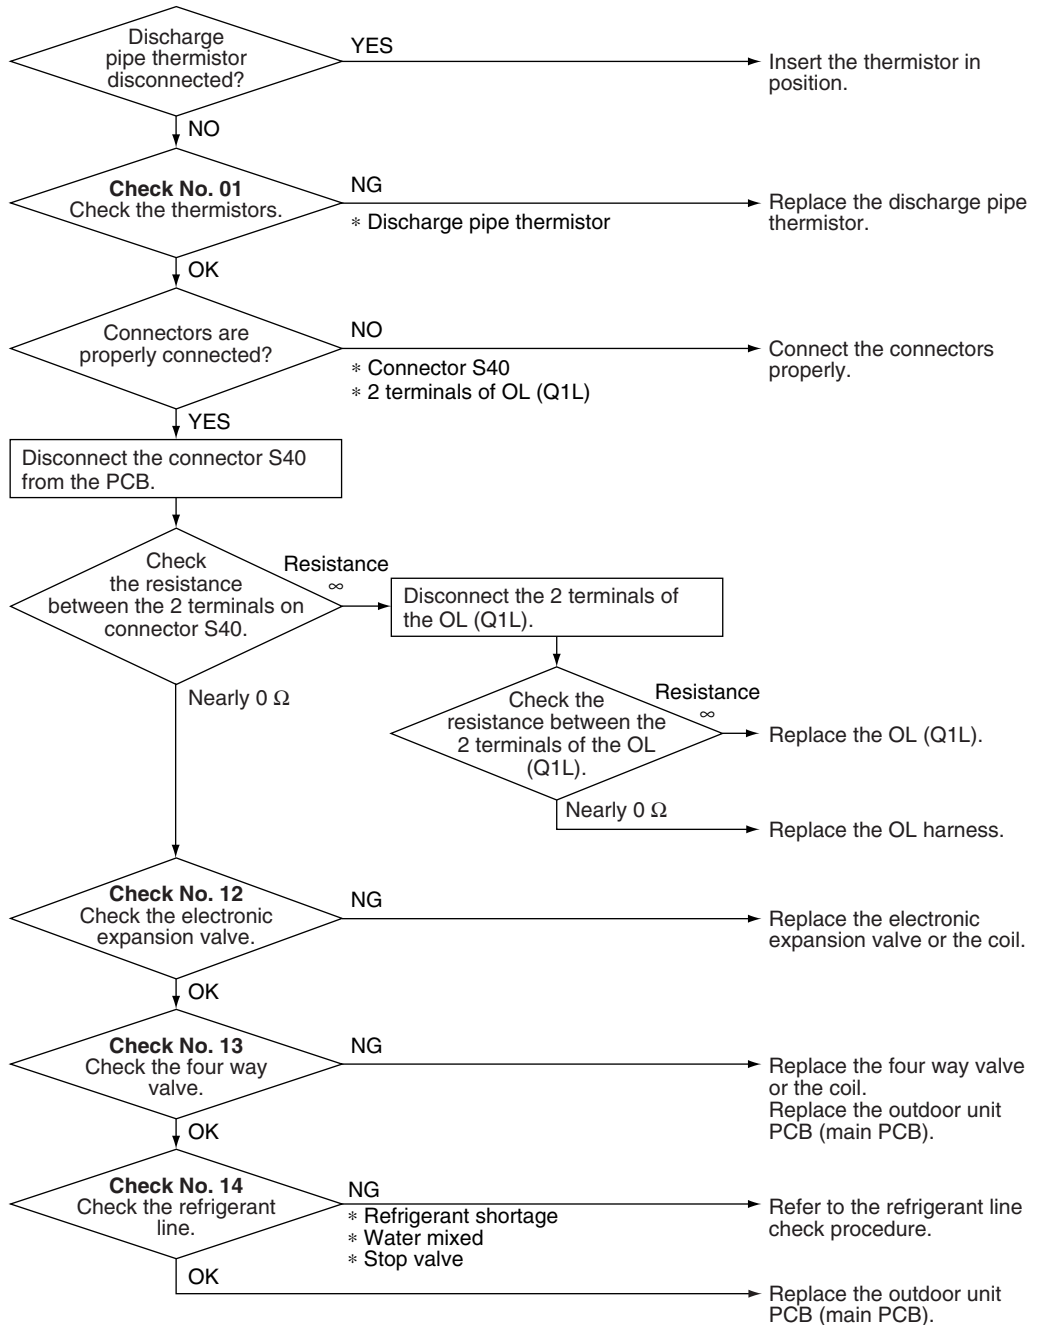 Discharge
pipe thermistor
disconnected?
YES
Insert the thermistor in
position.
NO
Check No. 01
Check the thermistors.
NG
* Discharge pipe thermistor
Replace the discharge pipe
thermistor.
OK
Connectors are
properly connected?
NO
* Connector S40
* 2 terminals of OL (Q1L)
Connect the connectors
properly.
YES
Disconnect the connector S40
from the PCB.
Check
the resistance
between the 2 terminals on
connector S40.
Resistance
∞
Disconnect the 2 terminals of
the OL (Q1L).
Nearly 0 Ω
Check the
resistance between the
2 terminals of the OL
(Q1L).
Resistance
∞
Replace the OL (Q1L).
Nearly 0 Ω
Replace the OL harness.
Check No. 12
Check the electronic
expansion valve.
NG
Replace the electronic
expansion valve or the coil.
OK
Check No. 13
Check the four way
valve.
NG
Replace the four way valve
or the coil.
Replace the outdoor unit
PCB (main PCB).
OK
Check No. 14
Check the refrigerant
line.
NG
* Refrigerant shortage
* Water mixed
* Stop valve
Refer to the refrigerant line
check procedure.
OK
Replace the outdoor unit
PCB (main PCB).